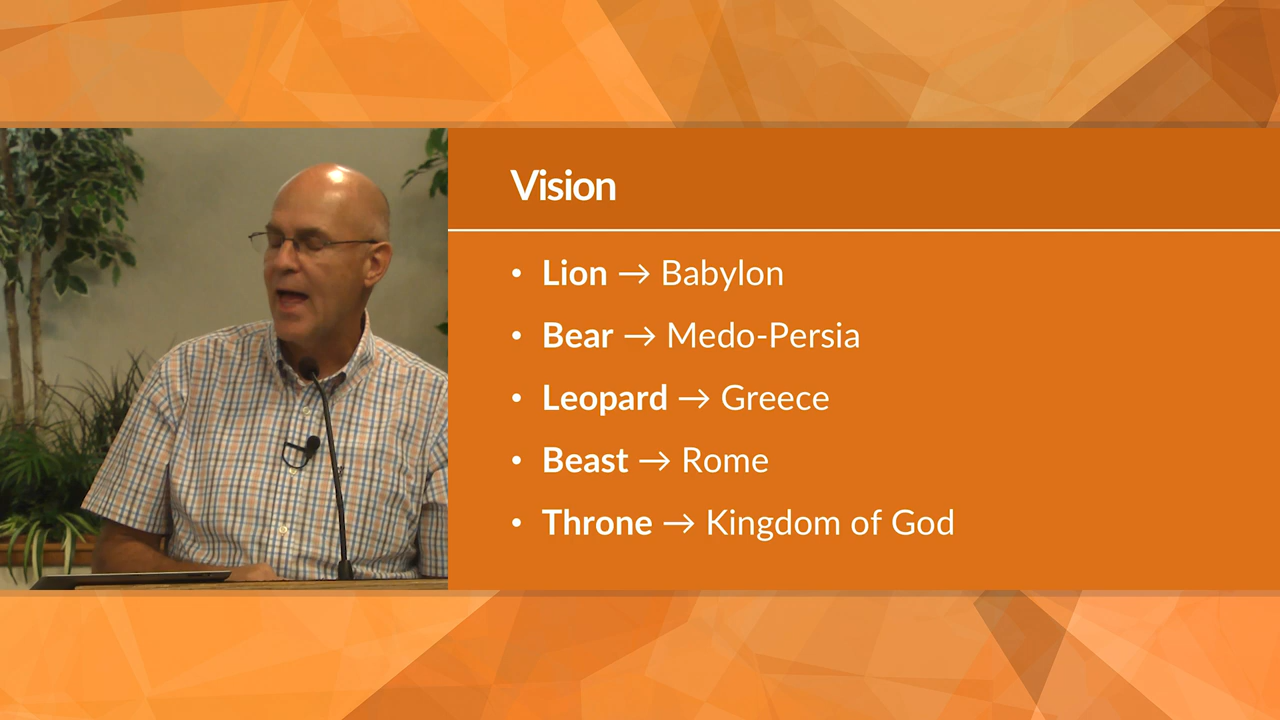 Vision
• Lion → Babylon
• Bear → Medo-Persia
• Leopard → Greece
• Beast → Rome
• Throne → Kingdom of God